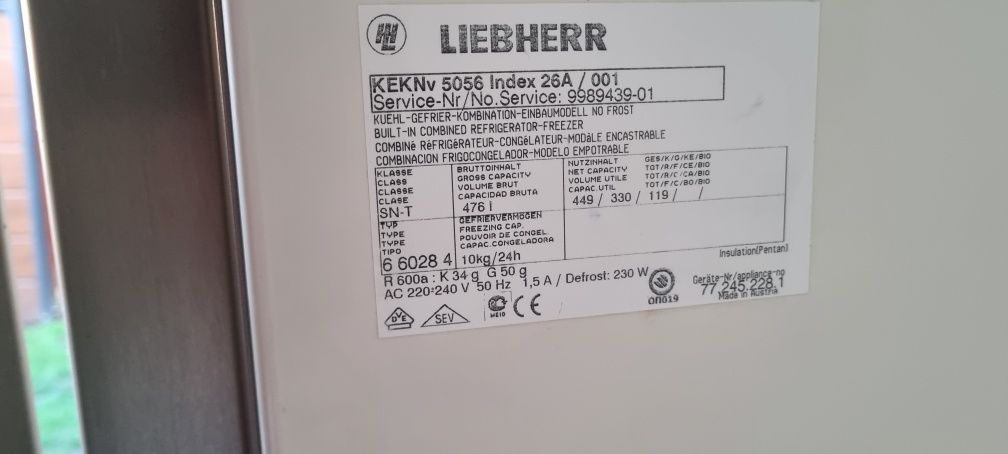 LIEBHERR
KEKNv 5056 Index 26A / 001
Service-Nr/No.Service: 9989439-01
KUEHL-GEFRIER-KOMBINATION-EINBAUMODELL NO FROST
BUILT-IN COMBINED REFRIGERATOR-FREEZER
COMBINÉ RÉFRIGÉRATEUR-CONGÉLATEUR-MODÈLE ENCASTRABLE
COMBINACION FRIGOCONGELADOR-MODELO EMPOTRABLE
KLASSE
CLASS
CLASSE
CLASE
SN-T
BRUTTOINHALT
GROSS CAPACITY
VOLUME BRUT
CAPACIDAD BRUTA
476 l
NUTZINHALT GES/K/G/KE/BIO
NET CAPACITY TOT/R/F/CE/BIO
VOLUME UTILE TOT/R/C/CA/BIO
CAPAC.UTIL TOT/F/C/BO/BIO
449 / 330 / 119 / /
TYP
TYPE
TYPE
TIPO
6 6028 4
GEFRIERVERMÖGEN
FREEZING CAP.
POUVOIR DE CONGEL.
CAPAC.CONGELADORA
10kg/24h
Insulation(Pentan)
R 600a : K 34 g G 50 g
AC 220-240 V 50 Hz 1,5 A / Defrost: 230 W
Geräte-Nr/appliance-no
77.245.228.1
Made in Austria
DVE
SEV
ME10
CE
ОП019